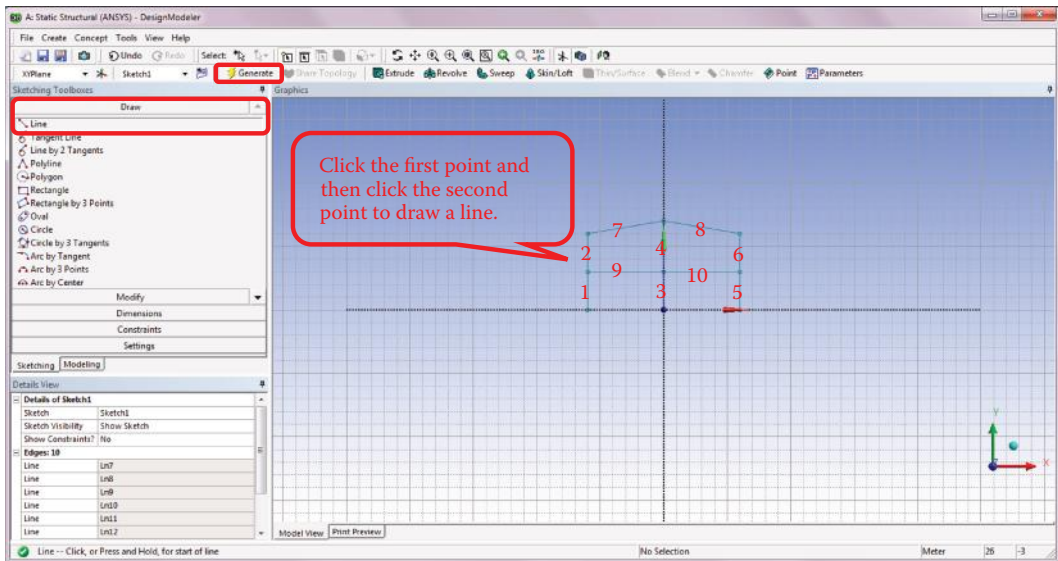 A: Static Structural (ANSYS) - DesignModeler
File Create Concept Tools View Help
Undo Redo Select:
XYPlane Sketch1 Generate Share Topology Extrude Revolve Sweep Skin/Loft Thin/Surface Blend Chamfer Point Parameters
Sketching Toolboxes Graphics
Draw
Line
Tangent Line
Line by 2 Tangents
Polyline
Polygon
Rectangle
Rectangle by 3 Points
Oval
Circle
Circle by 3 Tangents
Arc by Tangent
Arc by 3 Points
Arc by Center
Modify
Dimensions
Constraints
Settings
Sketching Modeling
Click the first point and
then click the second
point to draw a line.
7 8
2 4 6
9 10
1 3 5
Y
X
Details View
Details of Sketch1
Sketch Sketch1
Sketch Visibility Show Sketch
Show Constraints? No
Edges: 10
Line Ln7
Line Ln8
Line Ln9
Line Ln10
Line Ln11
Line Ln12
Model View Print Preview
Line -- Click, or Press and Hold, for start of line No Selection Meter 26 -3